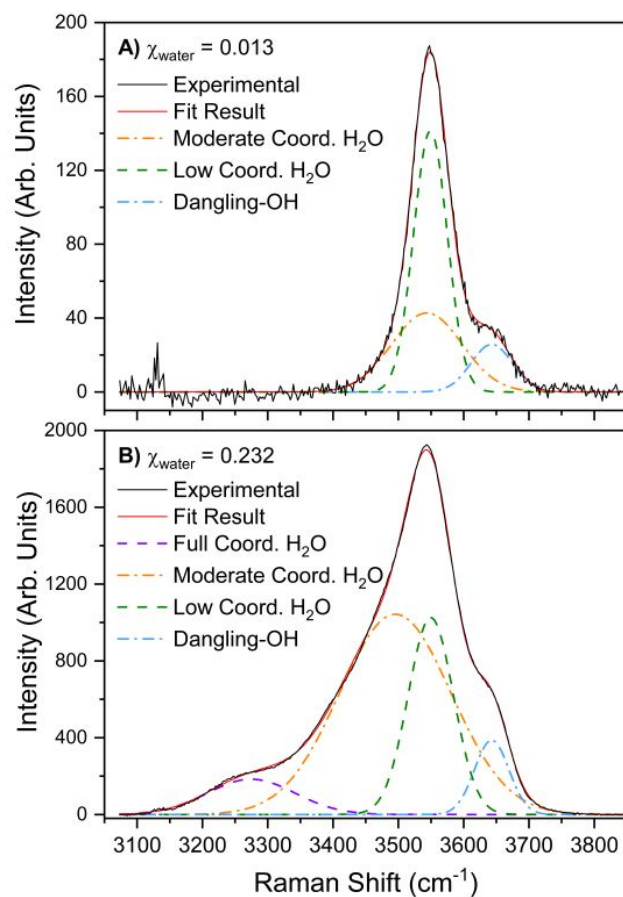 200
160
120
80
40
0
Intensity (Arb. Units)
A) χwater = 0.013
Experimental
Fit Result
Moderate Coord. H₂O
Low Coord. H₂O
Dangling-OH
2000
1600
1200
800
400
0
Intensity (Arb. Units)
B) χwater = 0.232
Experimental
Fit Result
Full Coord. H₂O
Moderate Coord. H₂O
Low Coord. H₂O
Dangling-OH
3100 3200 3300 3400 3500 3600 3700 3800
Raman Shift (cm⁻¹)